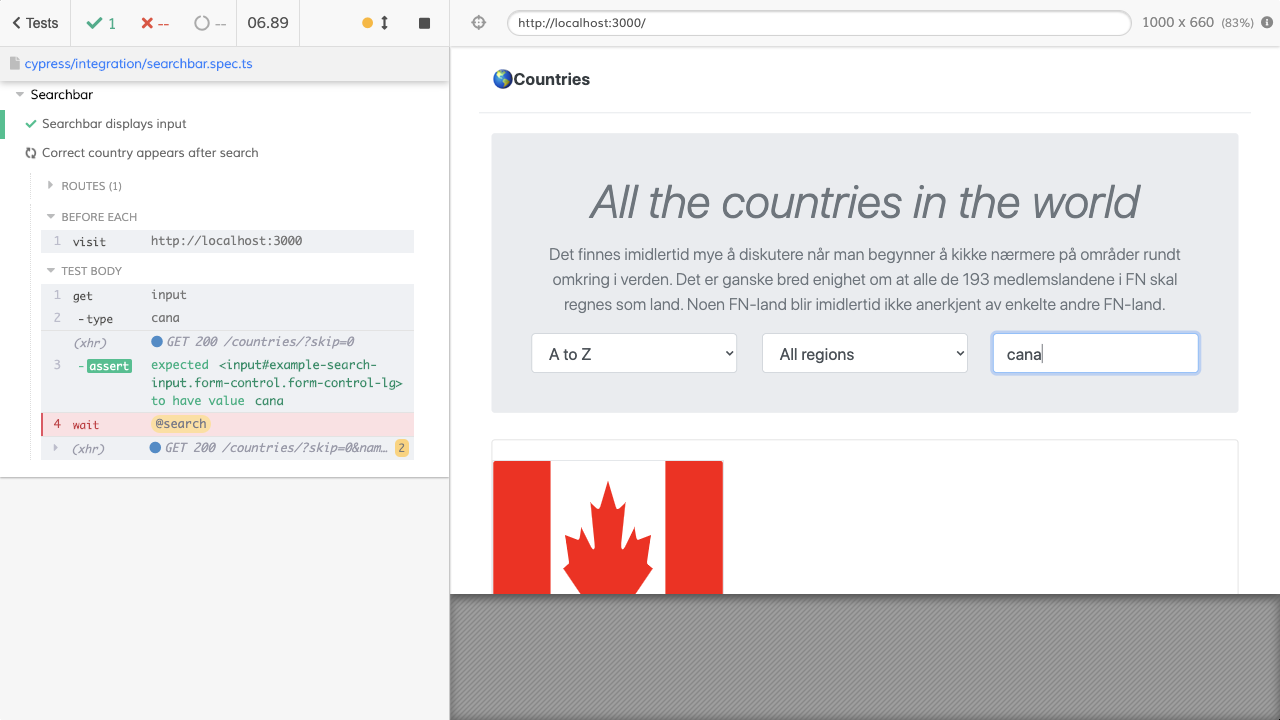 Tests
1
--
--
06.89
http://localhost:3000/
1000 x 660 (83%)
cypress/integration/searchbar.spec.ts
Searchbar
Searchbar displays input
Correct country appears after search
ROUTES (1)
BEFORE EACH
1 visit http://localhost:3000
TEST BODY
1 get input
2 -type cana
(xhr) GET 200 /countries/?skip=0
3 -assert expected <input#example-search-
input.form-control.form-control-lg>
to have value cana
4 wait @search
(xhr) GET 200 /countries/?skip=0&nam… 2
Countries
All the countries in the world
Det finnes imidlertid mye å diskutere når man begynner å kikke nærmere på områder rundt
omkring i verden. Det er ganske bred enighet om at alle de 193 medlemslandene i FN skal
regnes som land. Noen FN-land blir imidlertid ikke anerkjent av enkelte andre FN-land.
A to Z
All regions
cana